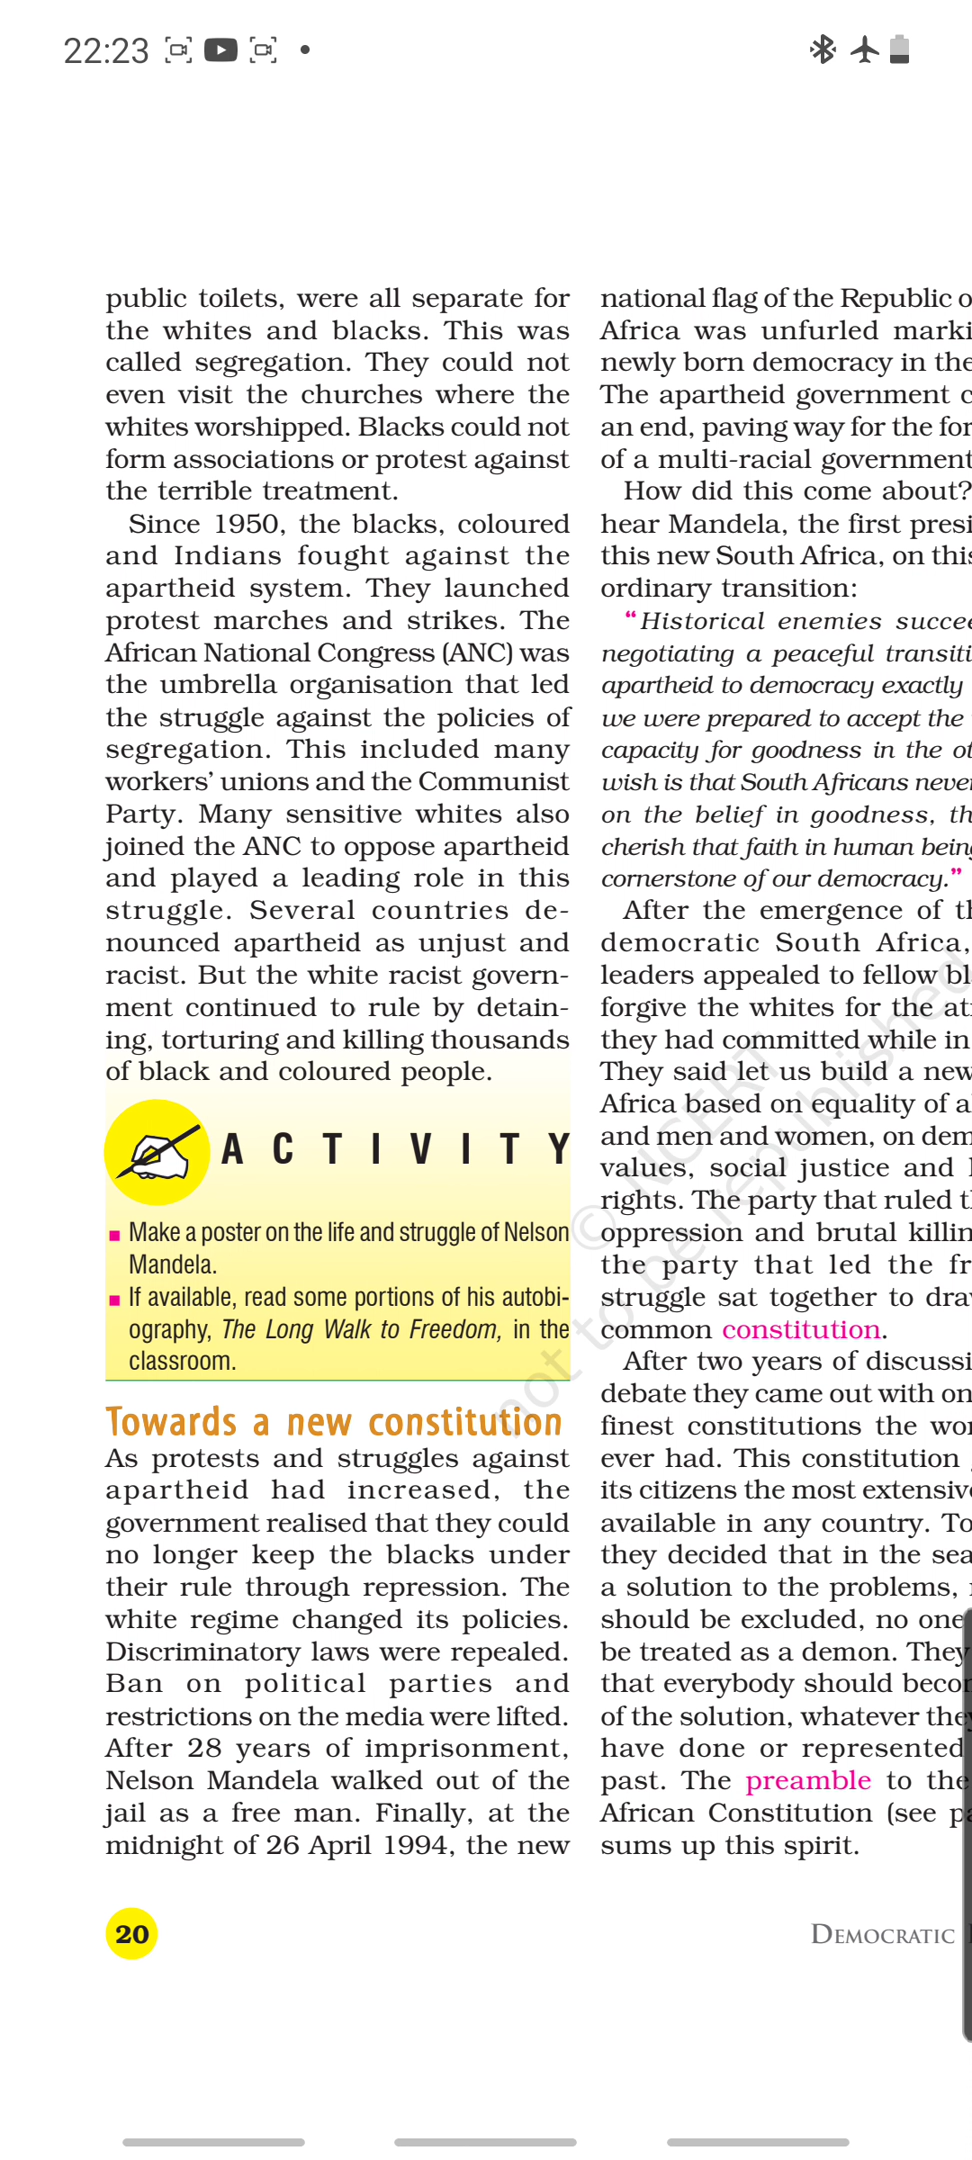 22:23
public toilets, were all separate for
the whites and blacks. This was
called segregation. They could not
even visit the churches where the
whites worshipped. Blacks could not
form associations or protest against
the terrible treatment.
Since 1950, the blacks, coloured
and Indians fought against the
apartheid system. They launched
protest marches and strikes. The
African National Congress (ANC) was
the umbrella organisation that led
the struggle against the policies of
segregation. This included many
workers' unions and the Communist
Party. Many sensitive whites also
joined the ANC to oppose apartheid
and played a leading role in this
struggle. Several countries de-
nounced apartheid as unjust and
racist. But the white racist govern-
ment continued to rule by detain-
ing, torturing and killing thousands
of black and coloured people.
ACTIVITY
Make a poster on the life and struggle of Nelson
Mandela.
If available, read some portions of his autobi-
ography, The Long Walk to Freedom, in the
classroom.
Towards a new constitution
As protests and struggles against
apartheid had increased, the
government realised that they could
no longer keep the blacks under
their rule through repression. The
white regime changed its policies.
Discriminatory laws were repealed.
Ban on political parties and
restrictions on the media were lifted.
After 28 years of imprisonment,
Nelson Mandela walked out of the
jail as a free man. Finally, at the
midnight of 26 April 1994, the new
national flag of the Republic
Africa was unfurled
newly born democracy in the
The apartheid government
an end, paving way for the
of a multi-racial government
How did this come about?
hear Mandela, the first
this new South Africa, on
ordinary transition:
“Historical enemies
negotiating a peaceful
apartheid to democracy exactly
we were prepared to accept the
capacity for goodness in the
wish is that South Africans never
on the belief in goodness,
cherish that faith in human
cornerstone of our democracy.”
After the emergence of
democratic South Africa,
leaders appealed to fellow
forgive the whites for the
they had committed while in
They said let us build a new
Africa based on equality of
and men and women, on
values, social justice and
rights. The party that ruled
oppression and brutal
the party that led the
struggle sat together to
common constitution.
After two years of
debate they came out with
finest constitutions the
ever had. This constitution
its citizens the most
available in any country.
they decided that in the
a solution to the problems,
should be excluded, no one
be treated as a demon. They
that everybody should
of the solution, whatever
have done or represented
past. The preamble to the
African Constitution (see
sums up this spirit.
© NCERT
not to be republished
20
DEMOCRATIC